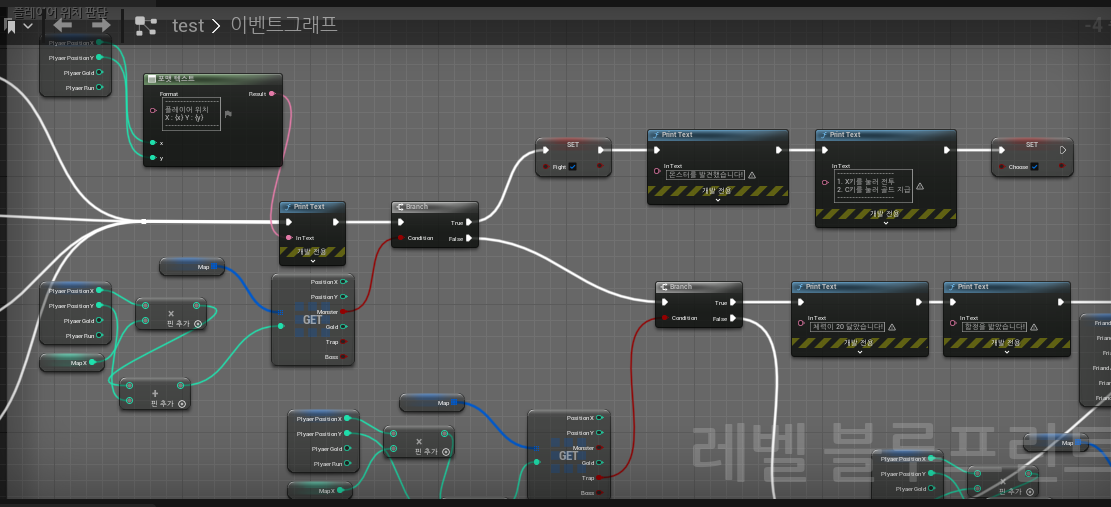 플레이어 위치 판단
test > 이벤트그래프
-4
Plyaer Position X
Plyaer Position Y
Plyaer Gold
Plyaer Run
포맷 텍스트
Format
Result
--------------------
플레이어 위치
X : {x} Y : {y}
--------------------
x
y
SET
Fight
Print Text
In Text
몬스터를 발견했습니다!
개발 전용
Print Text
In Text
--------------------
1. X키를 눌러 전투
2. C키를 눌러 골드 지급
--------------------
개발 전용
SET
Choose
Print Text
In Text
개발 전용
Branch
True
Condition
False
Map
Position X
Position Y
Monster
Gold
Trap
Boss
GET
Plyaer Position X
Plyaer Position Y
Plyaer Gold
Plyaer Run
×
핀 추가
Map X
+
핀 추가
Branch
True
Condition
False
Print Text
In Text
체력이 20 닳았습니다!
개발 전용
Print Text
In Text
함정을 밟았습니다!
개발 전용
Friend
Friend
Friend
Friend
Friend
Map
Plyaer Position X
Plyaer Position Y
Plyaer Gold
Plyaer Run
×
핀 추가
Map X
Position X
Position Y
Monster
Gold
Trap
Boss
GET
Map
Plyaer Position X
Plyaer Position Y
Plyaer Gold
×
핀 추가
레벨 블루프린트